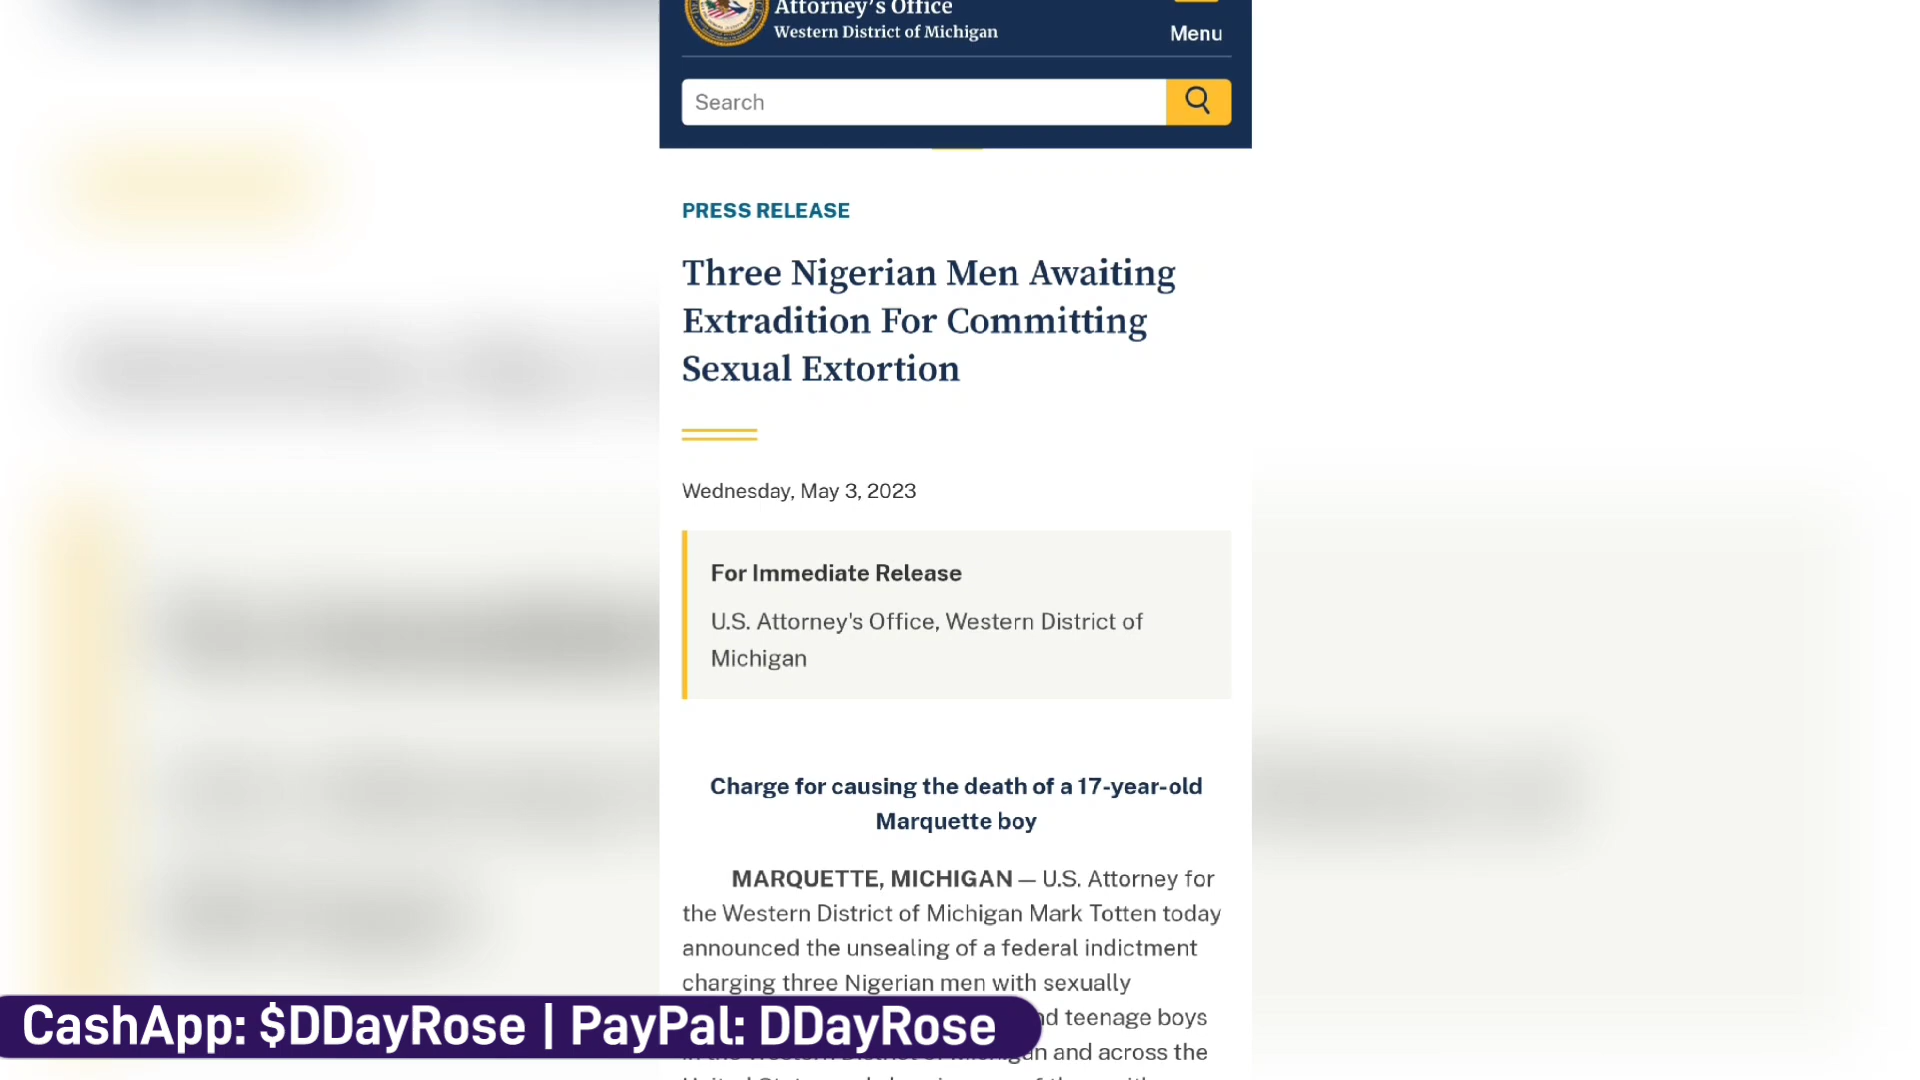 Attorney's Office
Western District of Michigan
Menu
Search
PRESS RELEASE
Three Nigerian Men Awaiting
Extradition For Committing
Sexual Extortion
Wednesday, May 3, 2023
For Immediate Release
U.S. Attorney's Office, Western District of
Michigan
Charge for causing the death of a 17-year-old
Marquette boy
MARQUETTE, MICHIGAN — U.S. Attorney for
the Western District of Michigan Mark Totten today
announced the unsealing of a federal indictment
charging three Nigerian men with sexually
teenage boys
and across the
CashApp: $DDayRose | PayPal: DDayRose